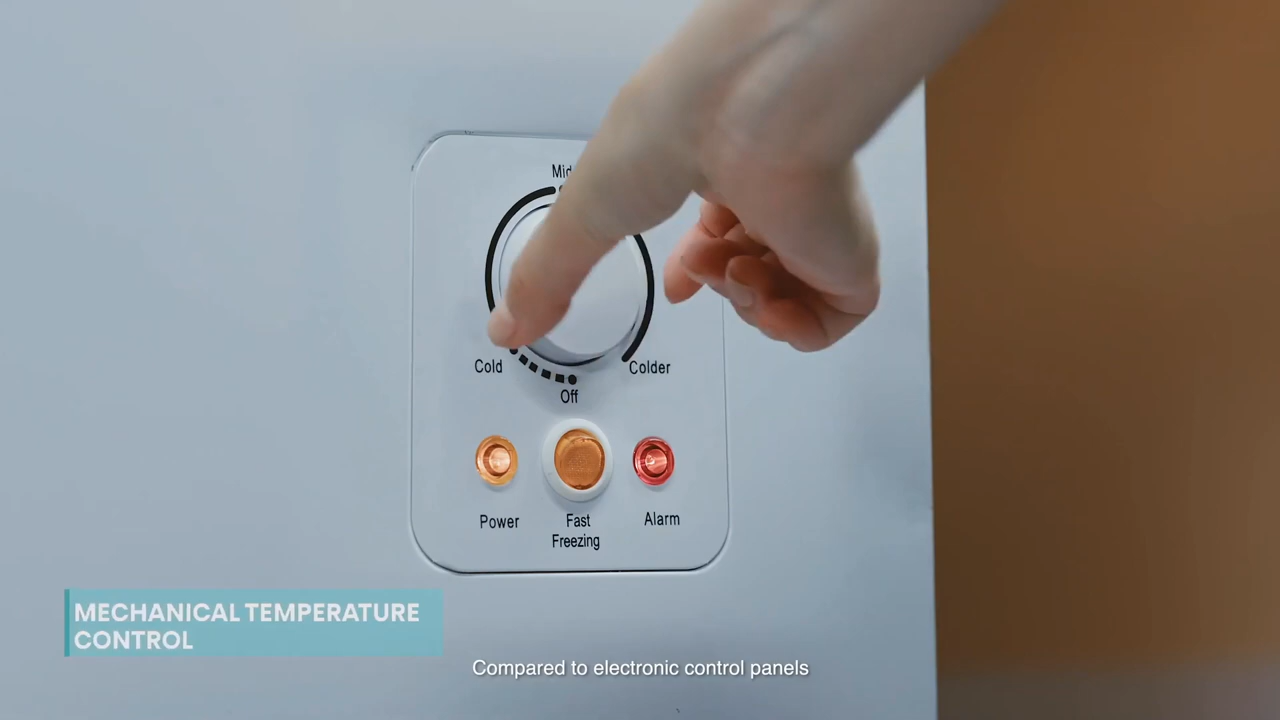 Mid
Cold
Colder
Off
Power
Fast
Freezing
Alarm
MECHANICAL TEMPERATURE
CONTROL
Compared to electronic control panels